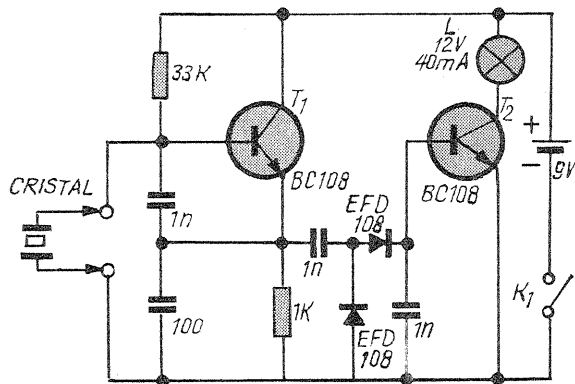 L
12V
40mA
33K
T1
T2
+
−
9V
BC108
BC108
CRISTAL
1n
EFD
108
1n
K1
100
1K
EFD
108
1n